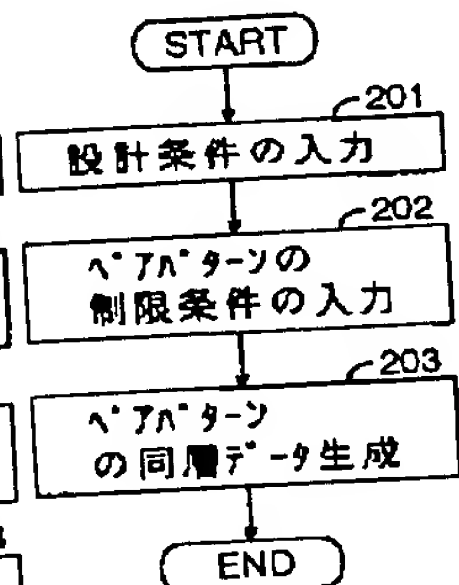 START
201
設計条件の入力
202
ペアパターンの
制限条件の入力
203
ペアパターン
の同層データ生成
END